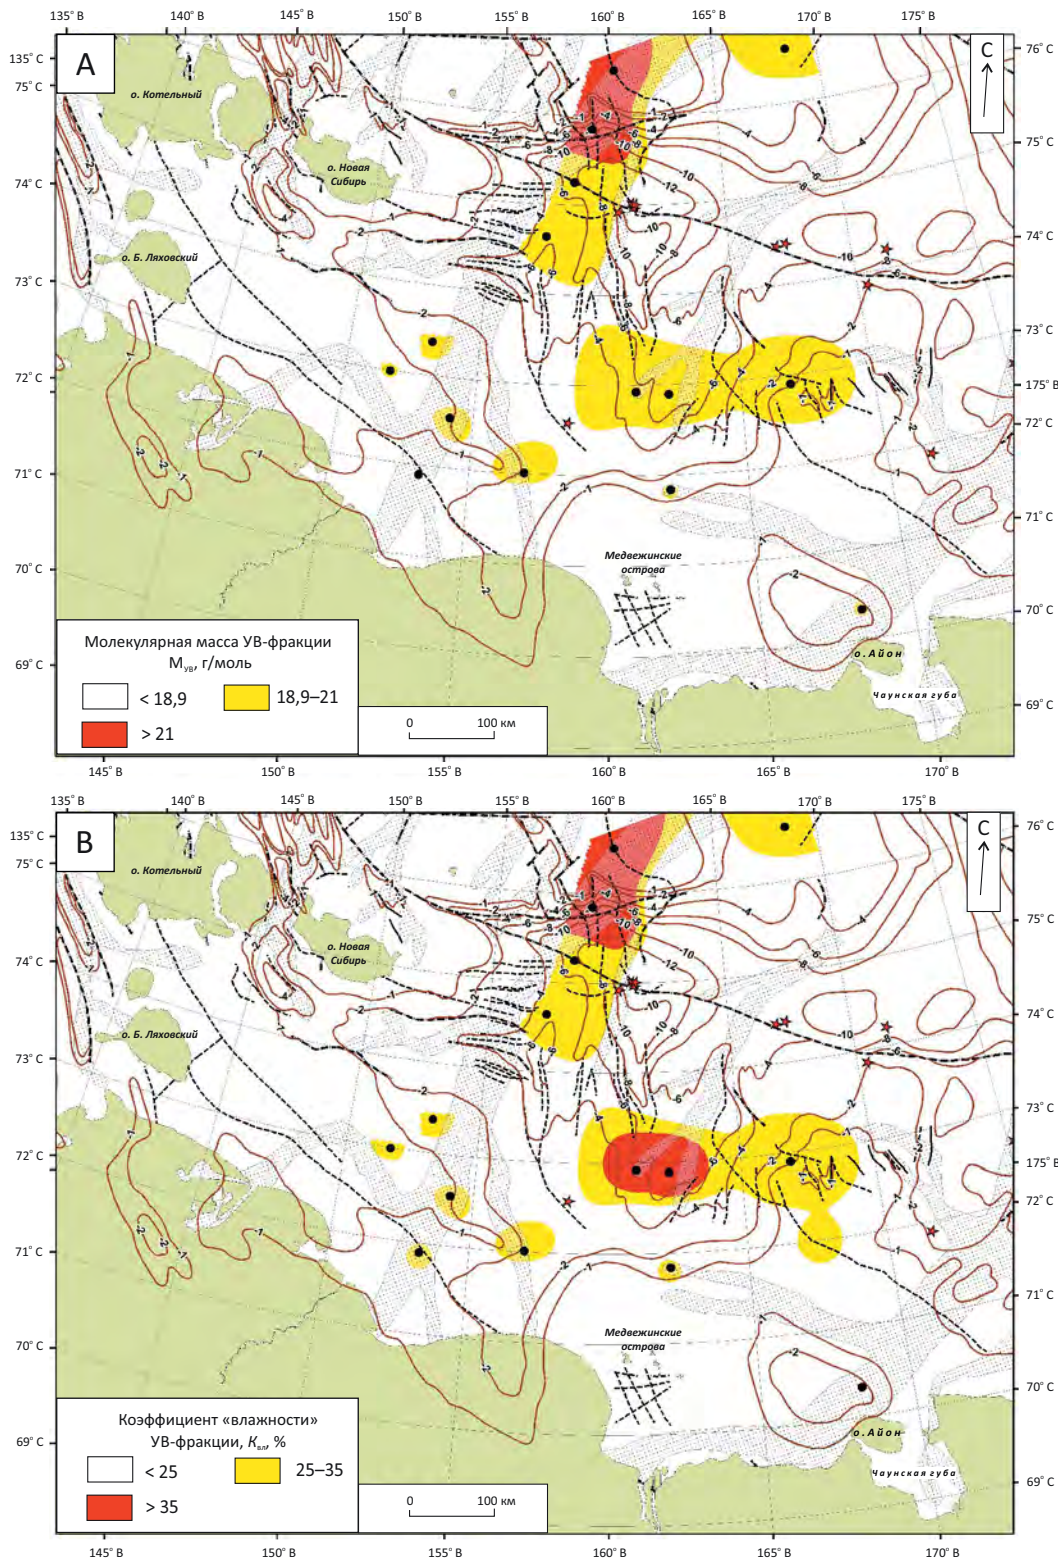 135° В 140° В 145° В 150° В 155° В 160° В 165° В 170° В 175° В
А
С
135° С
75° С
74° С
73° С
72° С
71° С
70° С
69° С
76° С
75° С
74° С
73° С
175° В
72° С
71° С
70° С
69° С
о. Котельный
о. Новая
Сибирь
о. Б. Ляховский
Медвежинские
острова
о. Айон
Чаунская губа
Молекулярная масса УВ-фракции
Мув, г/моль
< 18,9
18,9–21
> 21
0 100 км
145° В 150° В 155° В 160° В 165° В 170° В
135° В 140° В 145° В 150° В 155° В 160° В 165° В 170° В 175° В
В
С
135° С
75° С
74° С
73° С
72° С
71° С
70° С
69° С
76° С
75° С
74° С
73° С
175° В
72° С
71° С
70° С
69° С
о. Котельный
о. Новая
Сибирь
о. Б. Ляховский
Медвежинские
острова
о. Айон
Чаунская губа
Коэффициент «влажности»
УВ-фракции, Kвл, %
< 25
25–35
> 35
0 100 км
145° В 150° В 155° В 160° В 165° В 170° В